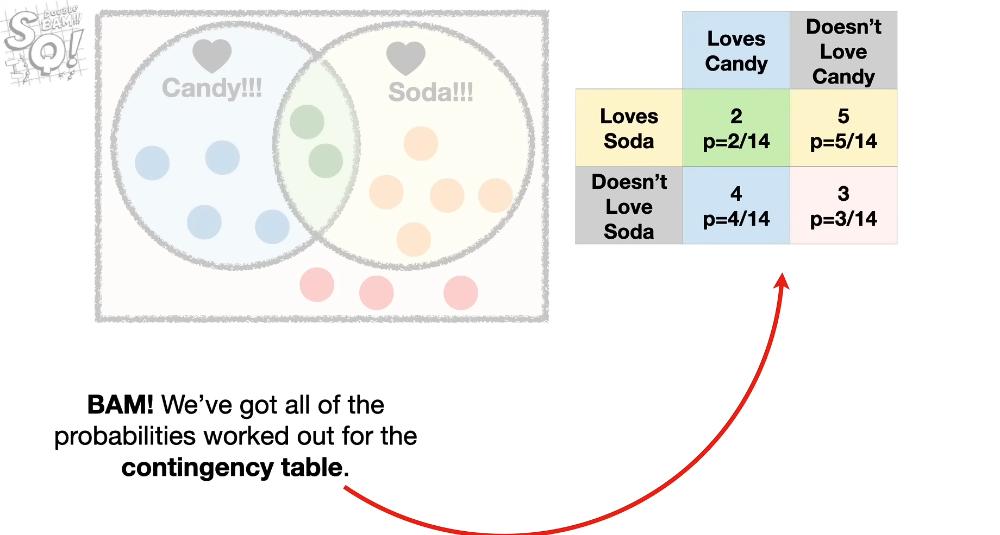 DOUBLE
BAM!!!
SQ!
Candy!!!
Soda!!!
Loves
Candy
Doesn’t
Love
Candy
Loves
Soda
2
p=2/14
5
p=5/14
Doesn’t
Love
Soda
4
p=4/14
3
p=3/14
BAM! We’ve got all of the
probabilities worked out for the
contingency table.